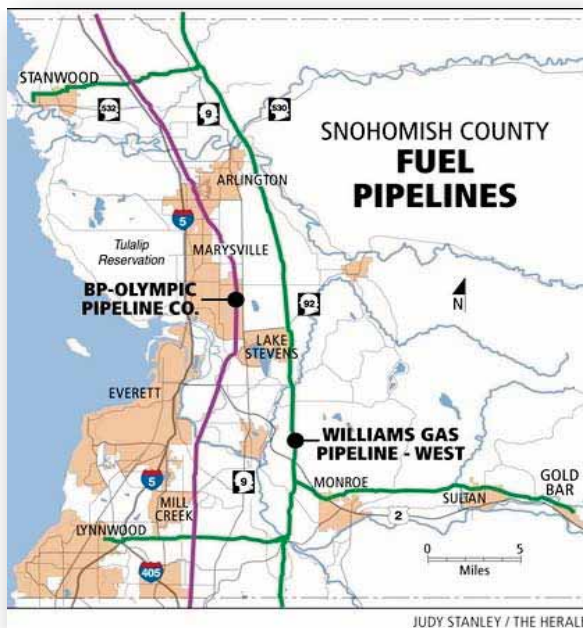 SNOHOMISH COUNTY
FUEL
PIPELINES
STANWOOD
532
9
530
ARLINGTON
5
MARYSVILLE
Tulalip
Reservation
BP-OLYMPIC
PIPELINE CO.
92
N
LAKE
STEVENS
EVERETT
WILLIAMS GAS
PIPELINE - WEST
5
9
MONROE
SULTAN
GOLD
BAR
MILL
CREEK
2
LYNNWOOD
405
0 5
Miles
JUDY STANLEY / THE HERAL